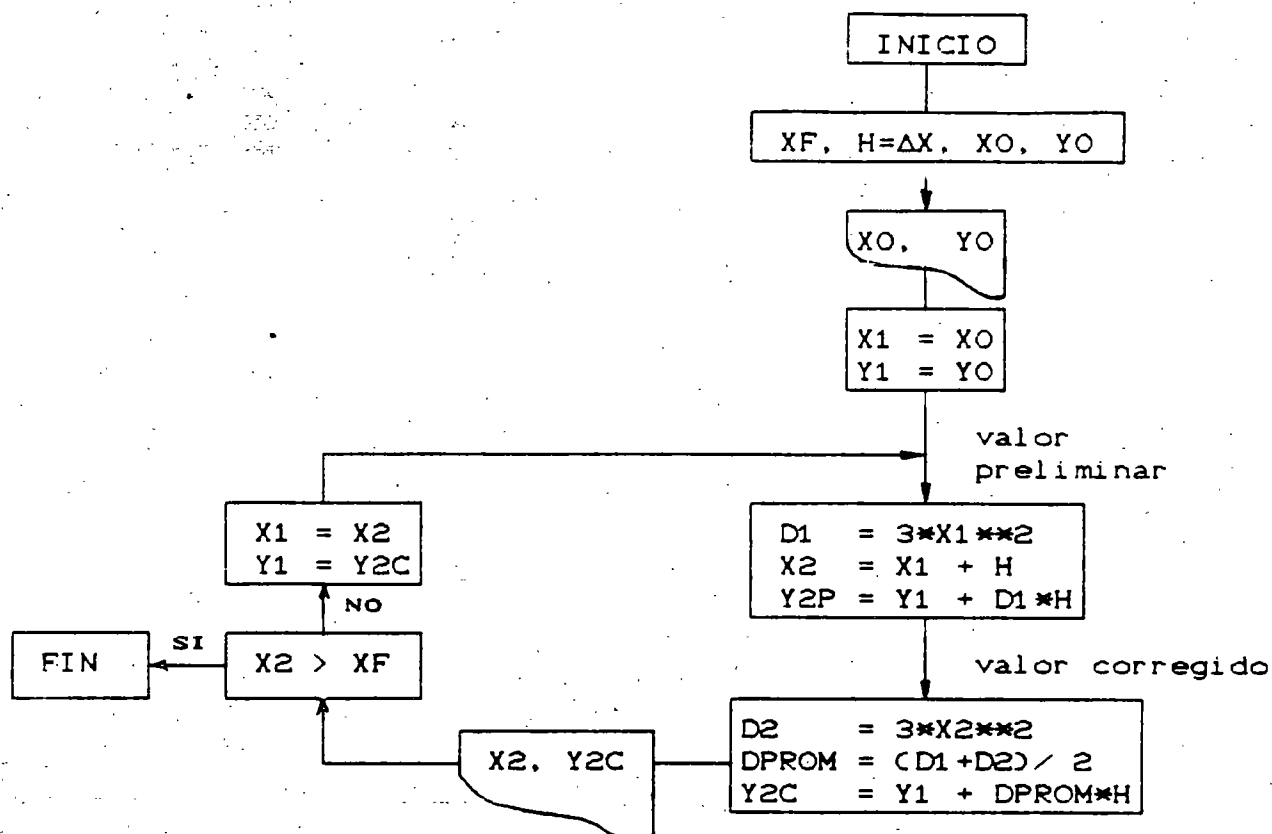 INICIO
XF, H=ΔX, XO, YO
XO, YO
X1 = XO
Y1 = YO
valor
preliminar
D1 = 3*X1**2
X2 = X1 + H
Y2P = Y1 + D1*H
valor corregido
D2 = 3*X2**2
DPROM = (D1+D2)/ 2
Y2C = Y1 + DPROM*H
X2, Y2C
X2 > XF
SI
FIN
NO
X1 = X2
Y1 = Y2C